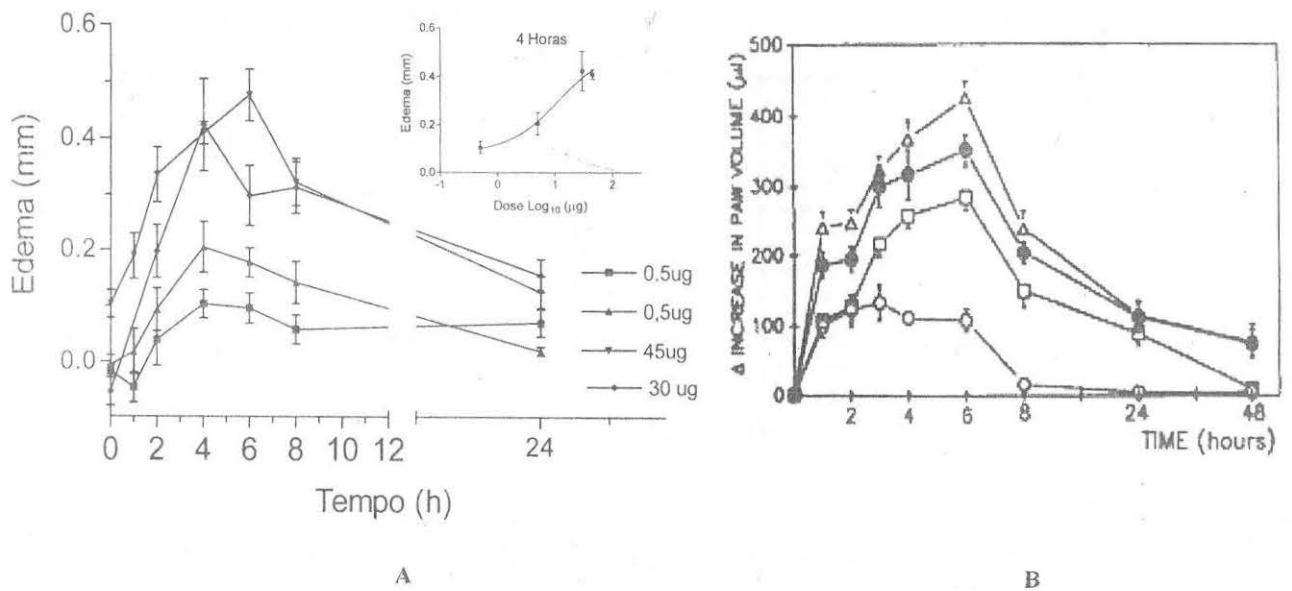 0.6
0.4
0.2
0.0
Edema (mm)
0 2 4 6 8 10 12 24
Tempo (h)
4 Horas
0.6
0.4
0.2
0.0
Edema (mm)
-1 0 1 2
Dose Log10 (µg)
0.5ug
0,5ug
45ug
30 ug
A
500
400
300
200
100
0
Δ INCREASE IN PAW VOLUME (µl)
2 4 6 8 24 48
TIME (hours)
B